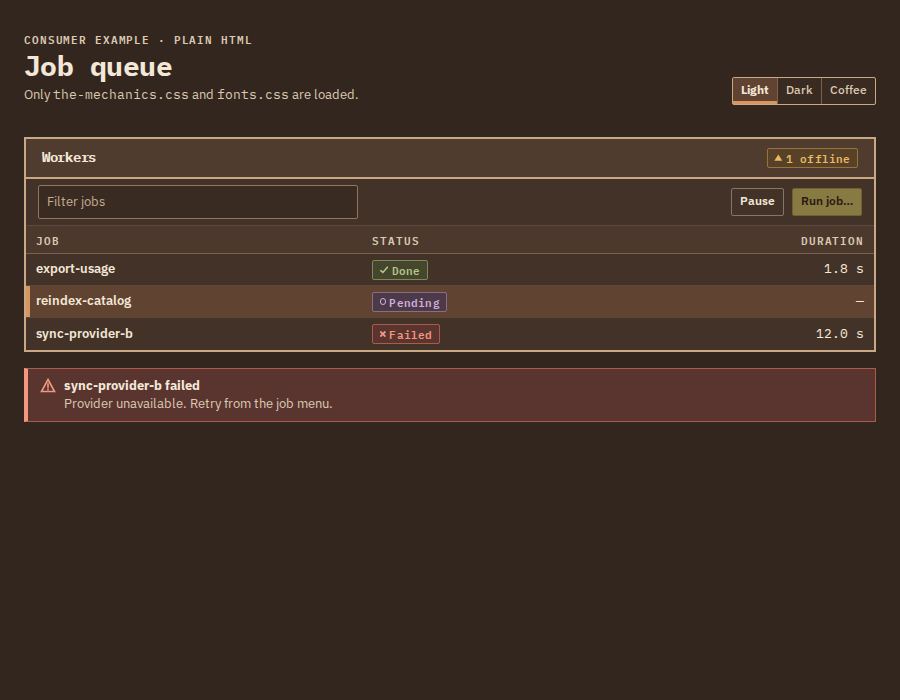 CONSUMER EXAMPLE · PLAIN HTML
Job queue
Only the-mechanics.css and fonts.css are loaded.
Light Dark Coffee
Workers
1 offline
Filter jobs
Pause Run job…
JOB STATUS DURATION
export-usage Done 1.8 s
reindex-catalog Pending —
sync-provider-b Failed 12.0 s
sync-provider-b failed
Provider unavailable. Retry from the job menu.